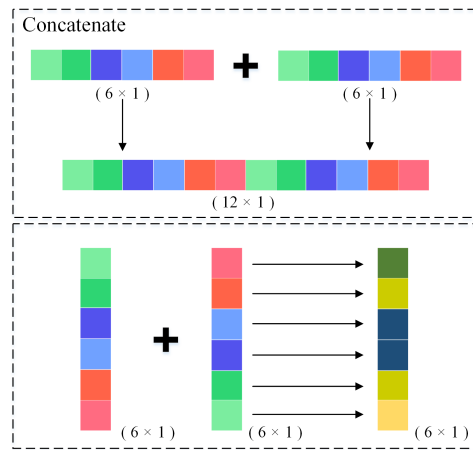 Concatenate
+
( 6 × 1 ) ( 6 × 1 )
( 12 × 1 )
+
( 6 × 1 ) ( 6 × 1 ) ( 6 × 1 )